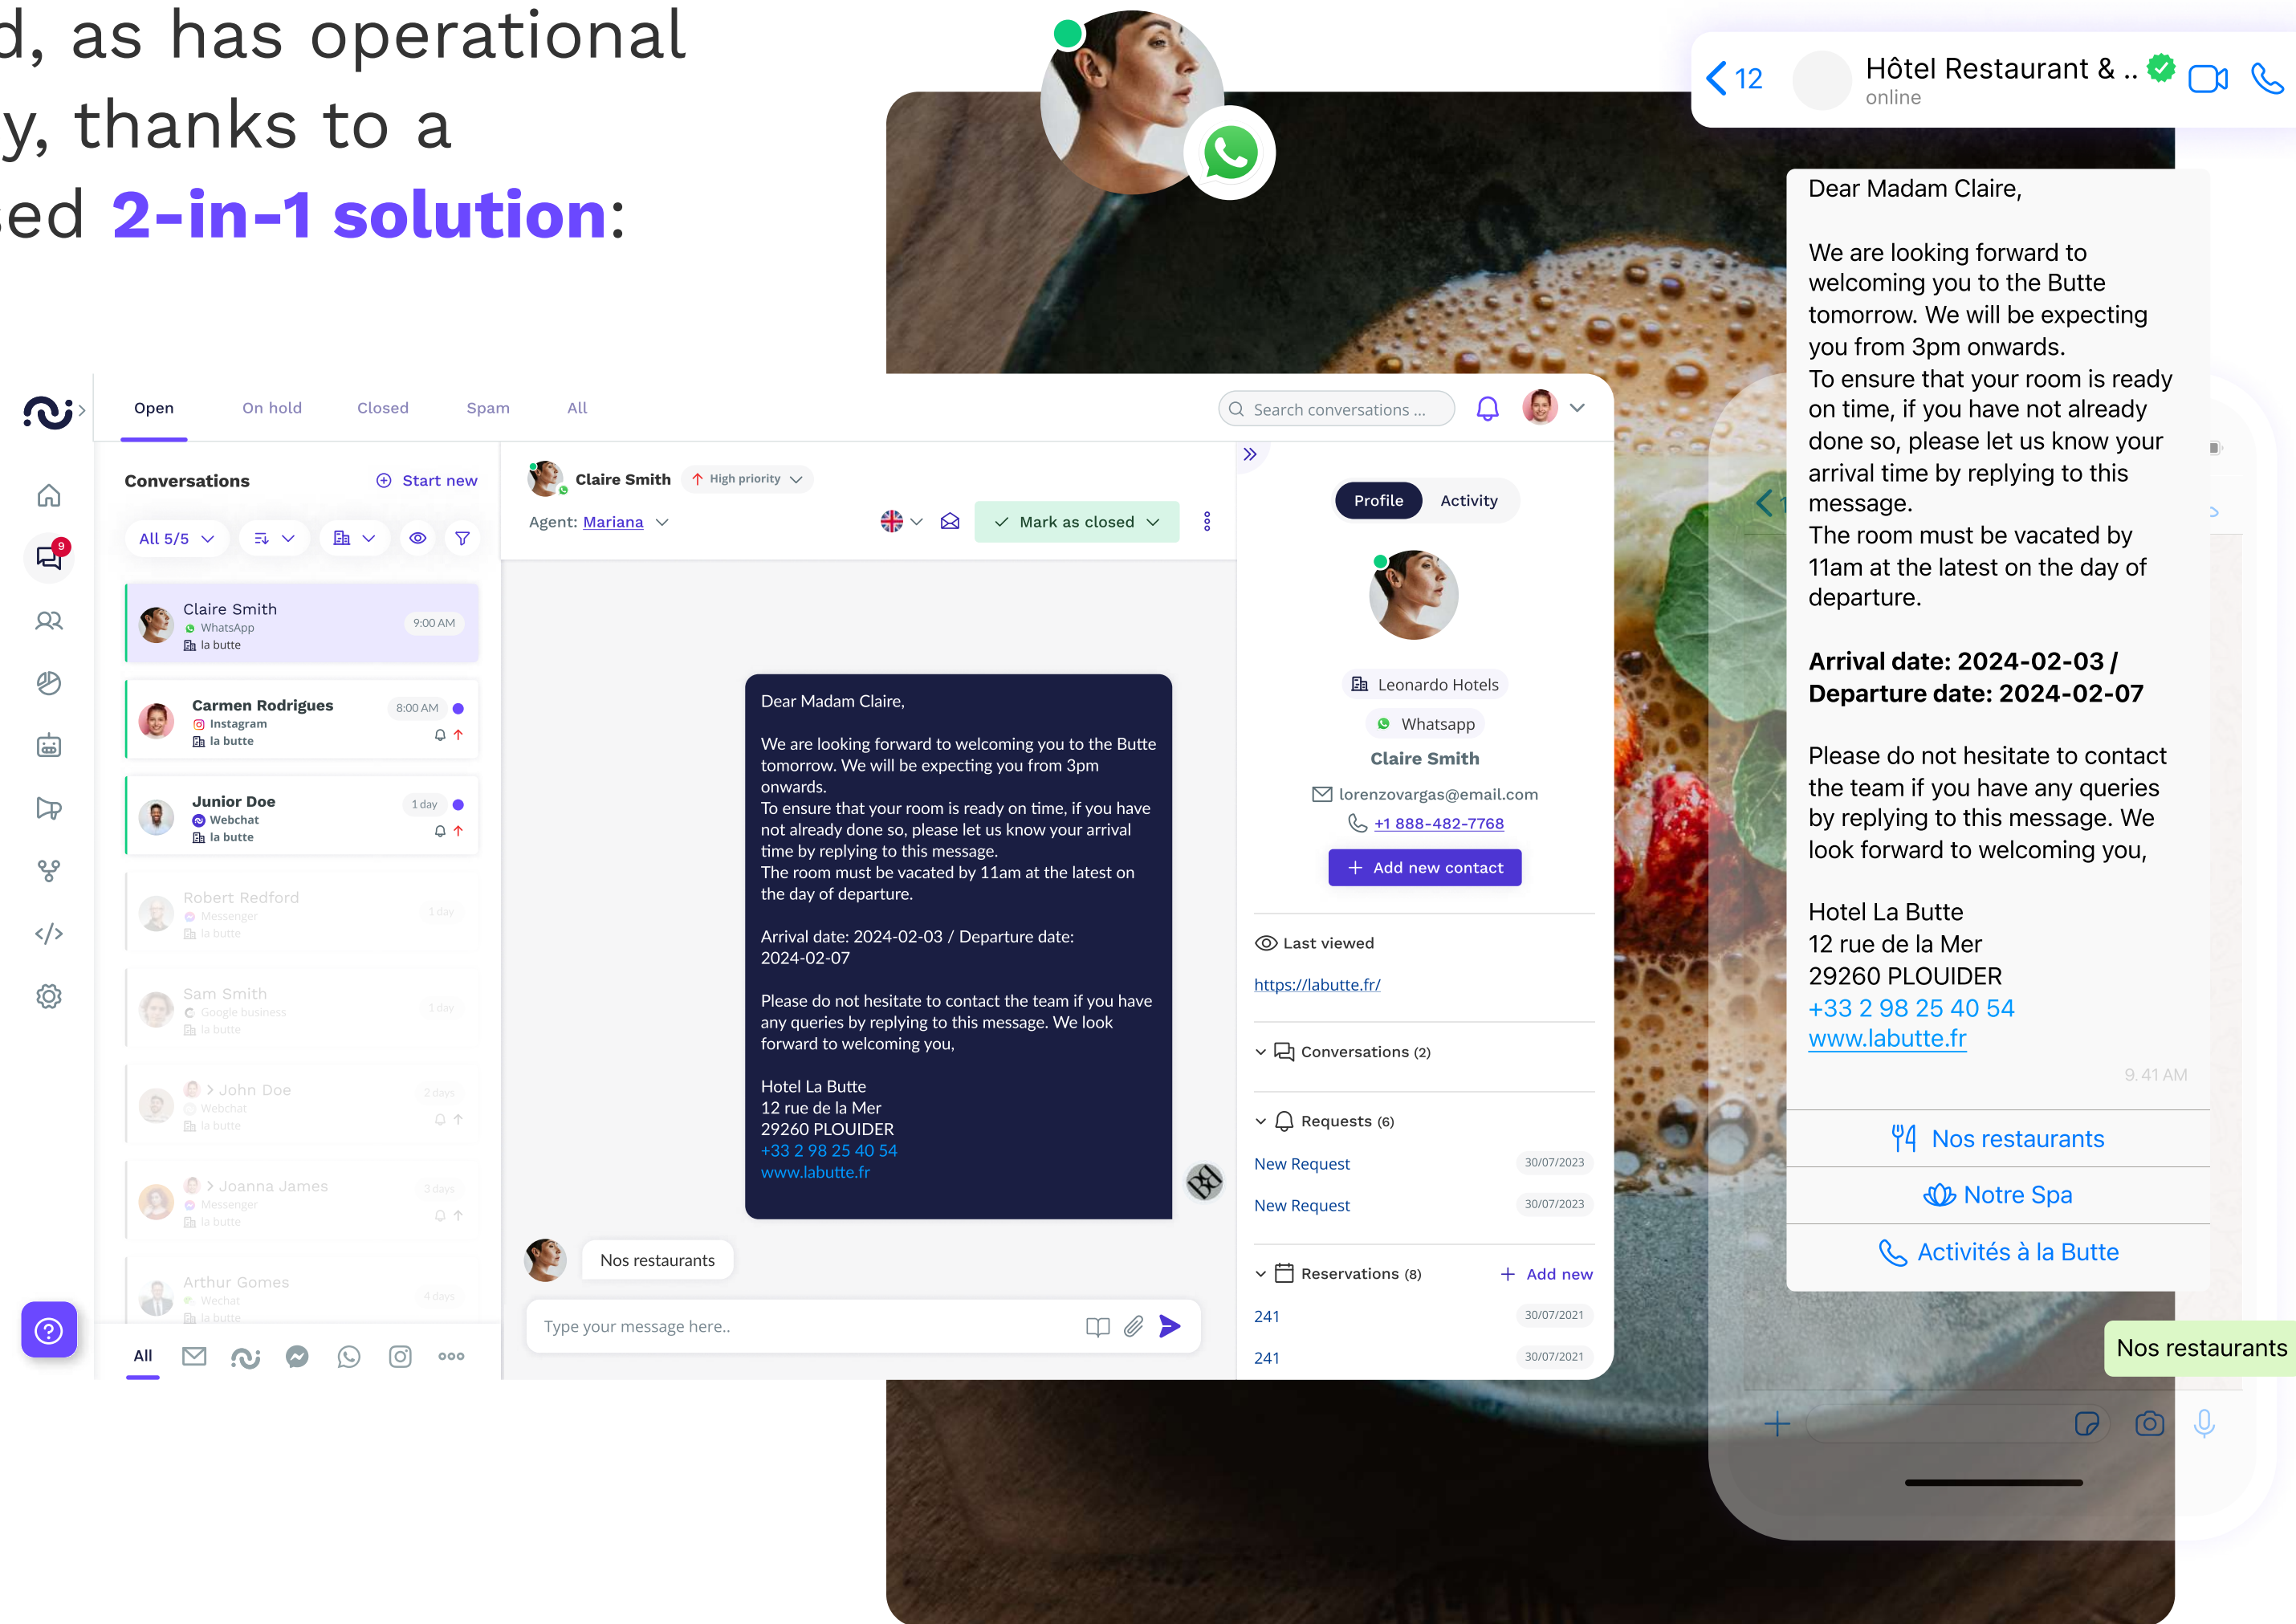 d, as has operational
y, thanks to a
sed 2-in-1 solution:
12
Hôtel Restaurant & ..
online
Open
On hold
Closed
Spam
All
Search conversations ...
Conversations
Start new
All 5/5
9
Claire Smith
WhatsApp
la butte
9:00 AM
Carmen Rodrigues
Instagram
la butte
8:00 AM
Junior Doe
Webchat
la butte
1 day
Robert Redford
Messenger
la butte
1 day
Sam Smith
Google business
la butte
1 day
> John Doe
Webchat
la butte
2 days
> Joanna James
Messenger
la butte
3 days
Arthur Gomes
Wechat
la butte
4 days
All
Claire Smith
High priority
Agent: Mariana
Mark as closed
Dear Madam Claire,
We are looking forward to welcoming you to the Butte
tomorrow. We will be expecting you from 3pm
onwards.
To ensure that your room is ready on time, if you have
not already done so, please let us know your arrival
time by replying to this message.
The room must be vacated by 11am at the latest on
the day of departure.
Arrival date: 2024-02-03 / Departure date:
2024-02-07
Please do not hesitate to contact the team if you have
any queries by replying to this message. We look
forward to welcoming you,
Hotel La Butte
12 rue de la Mer
29260 PLOUIDER
+33 2 98 25 40 54
www.labutte.fr
Nos restaurants
Type your message here..
Profile
Activity
Leonardo Hotels
Whatsapp
Claire Smith
lorenzovargas@email.com
+1 888-482-7768
+ Add new contact
Last viewed
https://labutte.fr/
Conversations (2)
Requests (6)
New Request
30/07/2023
New Request
30/07/2023
Reservations (8)
+ Add new
241
30/07/2021
241
30/07/2021
Dear Madam Claire,
We are looking forward to
welcoming you to the Butte
tomorrow. We will be expecting
you from 3pm onwards.
To ensure that your room is ready
on time, if you have not already
done so, please let us know your
arrival time by replying to this
message.
The room must be vacated by
11am at the latest on the day of
departure.
Arrival date: 2024-02-03 /
Departure date: 2024-02-07
Please do not hesitate to contact
the team if you have any queries
by replying to this message. We
look forward to welcoming you,
Hotel La Butte
12 rue de la Mer
29260 PLOUIDER
+33 2 98 25 40 54
www.labutte.fr
9.41 AM
Nos restaurants
Notre Spa
Activités à la Butte
Nos restaurants